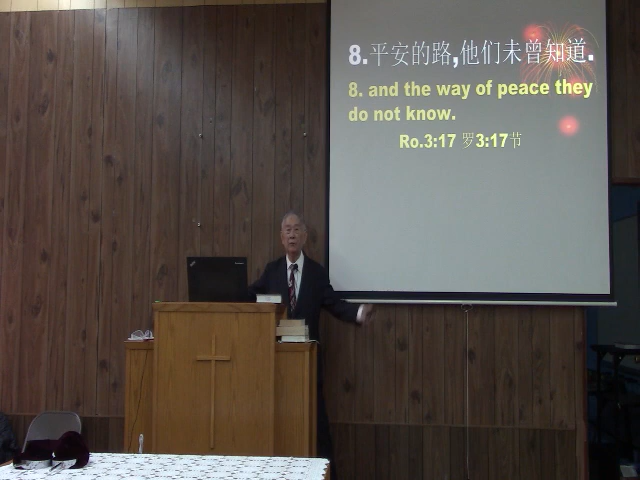 8.平安的路,他们未曾知道.
8. and the way of peace they
do not know.
Ro.3:17 罗3:17节